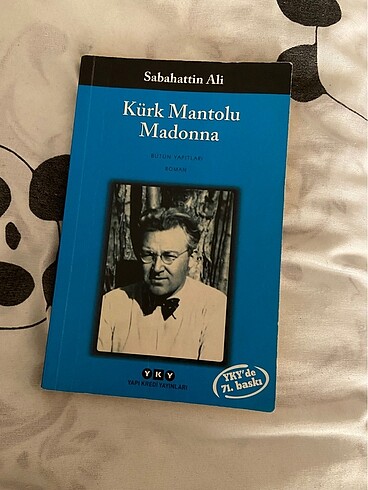 Sabahattin Ali
Kürk Mantolu
Madonna
BÜTÜN YAPITLARI
ROMAN
YKY
YAPI KREDİ YAYINLARI
YKY'de
71. baskı